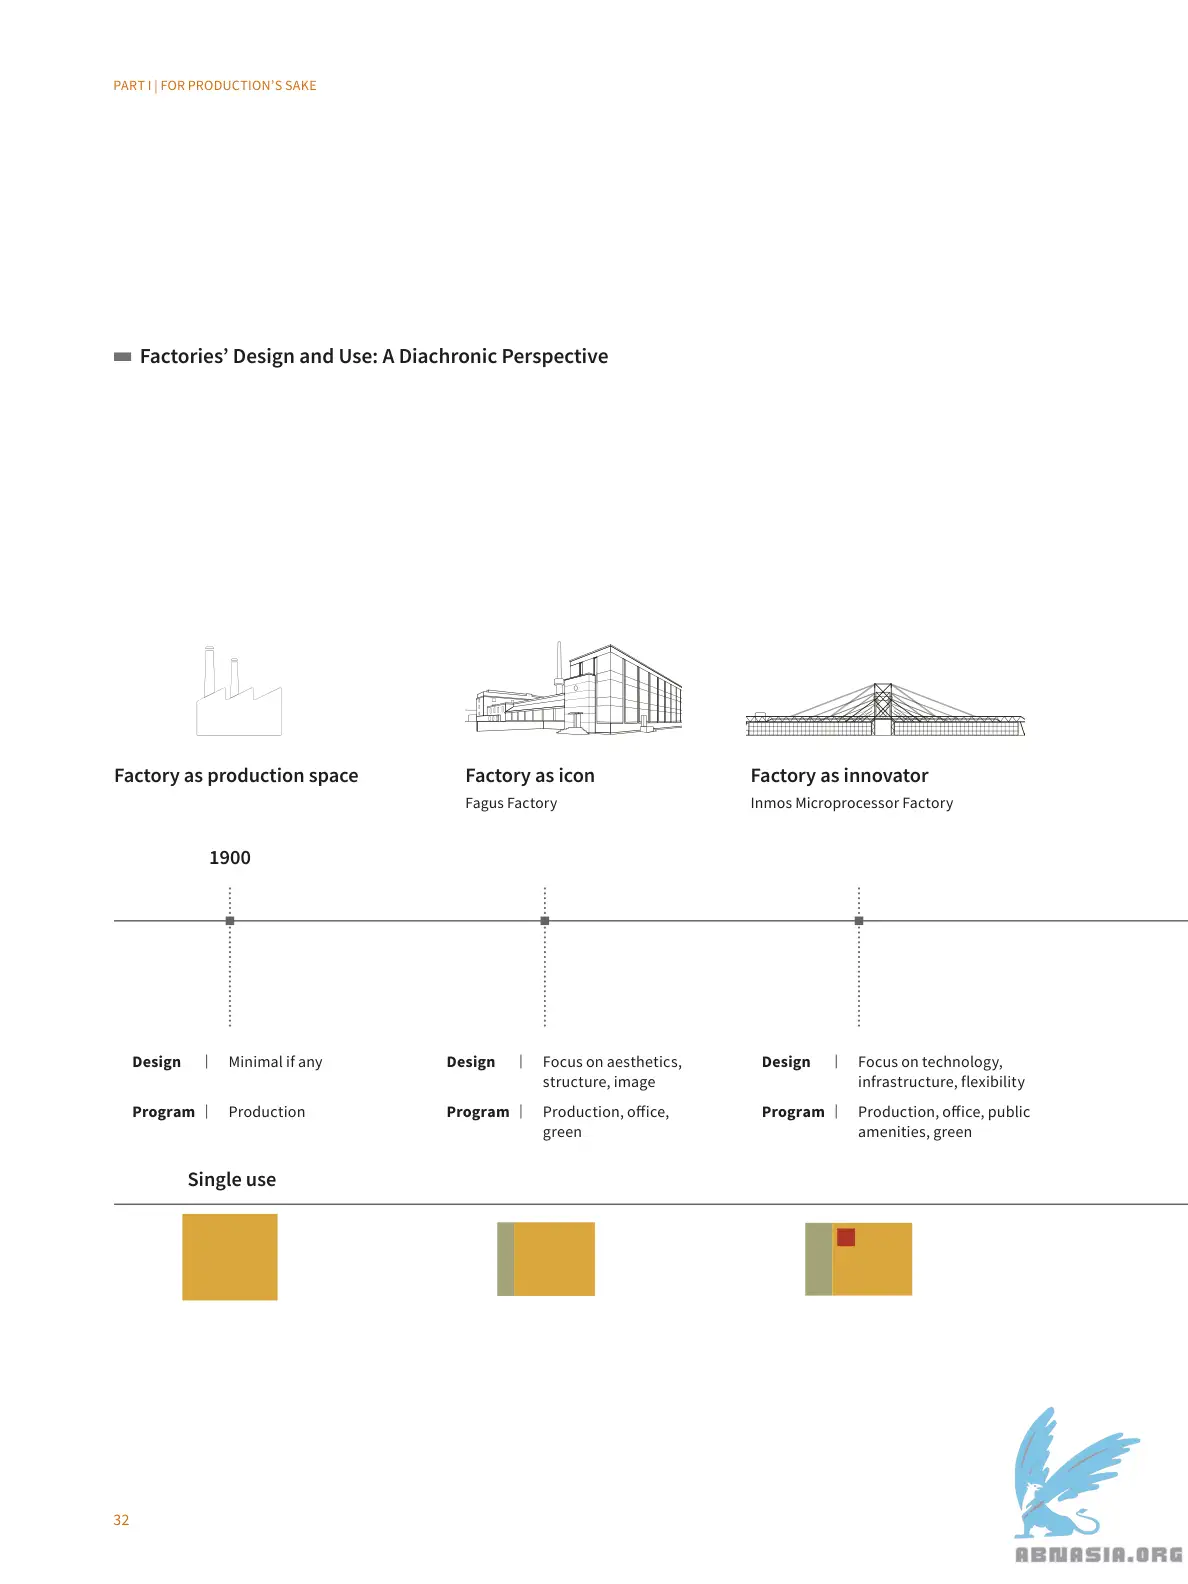 PART I | FOR PRODUCTION'S SAKE
Factories’ Design and Use: A Diachronic Perspective
Factory as production space
Factory as icon
Fagus Factory
Factory as innovator
Inmos Microprocessor Factory
1900
Design | Minimal if any
Program | Production
Design | Focus on aesthetics,
structure, image
Program | Production, office,
green
Design | Focus on technology,
infrastructure, flexibility
Program | Production, office, public
amenities, green
Single use
32
ABNASIA.ORG